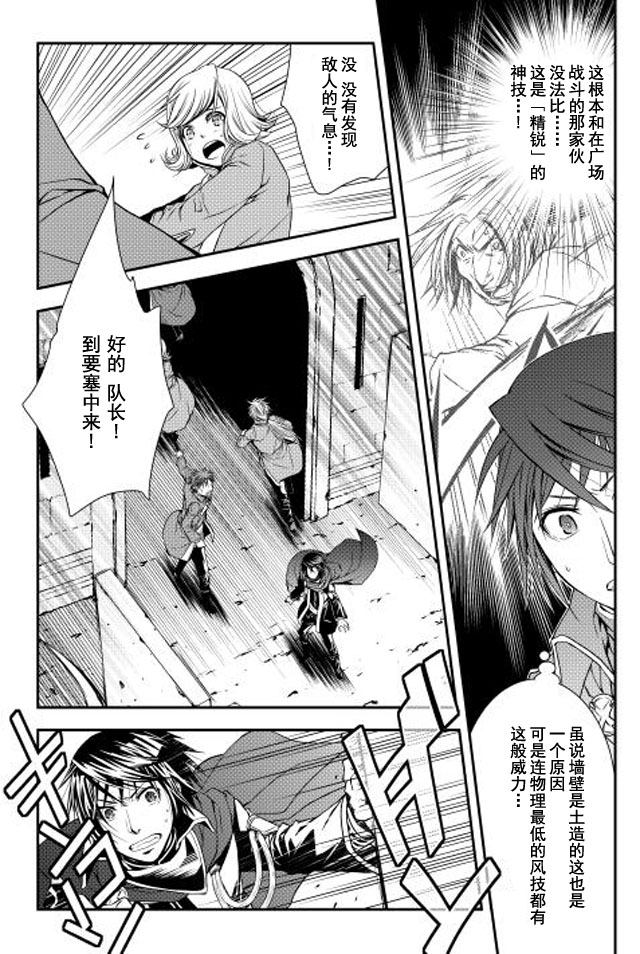 这根本和在广场
战斗的那家伙
没法比……
这是「精锐」的
神技…！
虽说墙壁是土造的这也是
一个原因
可是连物理最低的风技都有
这般威力…
没 没有发现
敌人的气息…！
好的 队长！
到要塞中来！